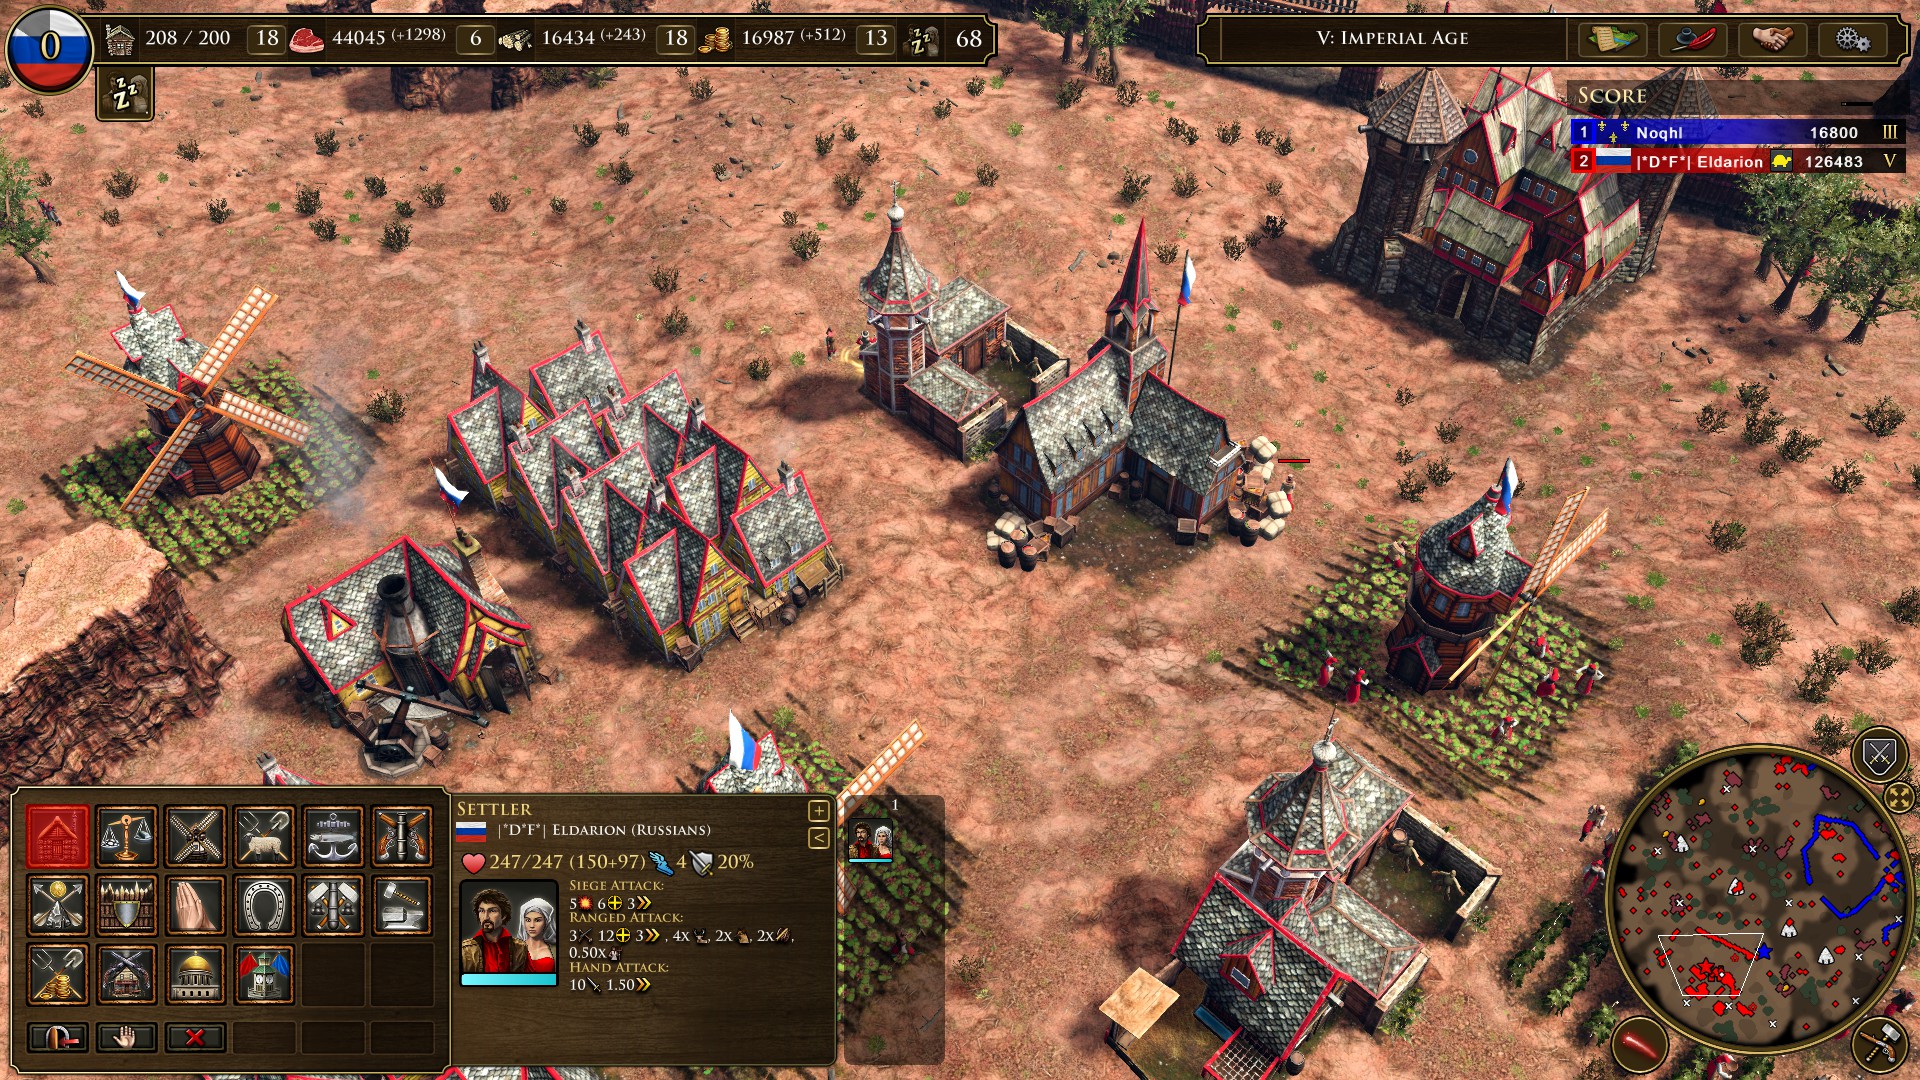 0
208 / 200 18 44045 (+1298) 6 16434 (+243) 18 16987 (+512) 13 68
zZz
V: Imperial Age
Score
1 Noqhl 16800 III
2 |*D*F*| Eldarion 126483 V
Settler
|*D*F*| Eldarion (Russians)
247/247 (150+97) 4 20%
Siege Attack:
5 6 3
Ranged Attack:
3 12 3 , 4x , 2x , 2x ,
0.50x
Hand Attack:
10 1.50
+
<
1